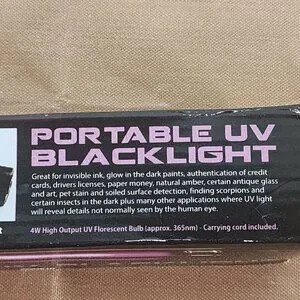 PORTABLE UV
BLACKLIGHT
Great for invisible ink, glow in the dark paints, authentication of credit
cards, drivers licenses, paper money, natural amber, certain antique glass
and art, pet stain and soiled surface detection, finding scorpions and
certain insects in the dark plus many other applications where UV light
will reveal details not normally seen by the human eye.
4W High Output UV Florescent Bulb (approx. 365nm) - Carrying cord included.